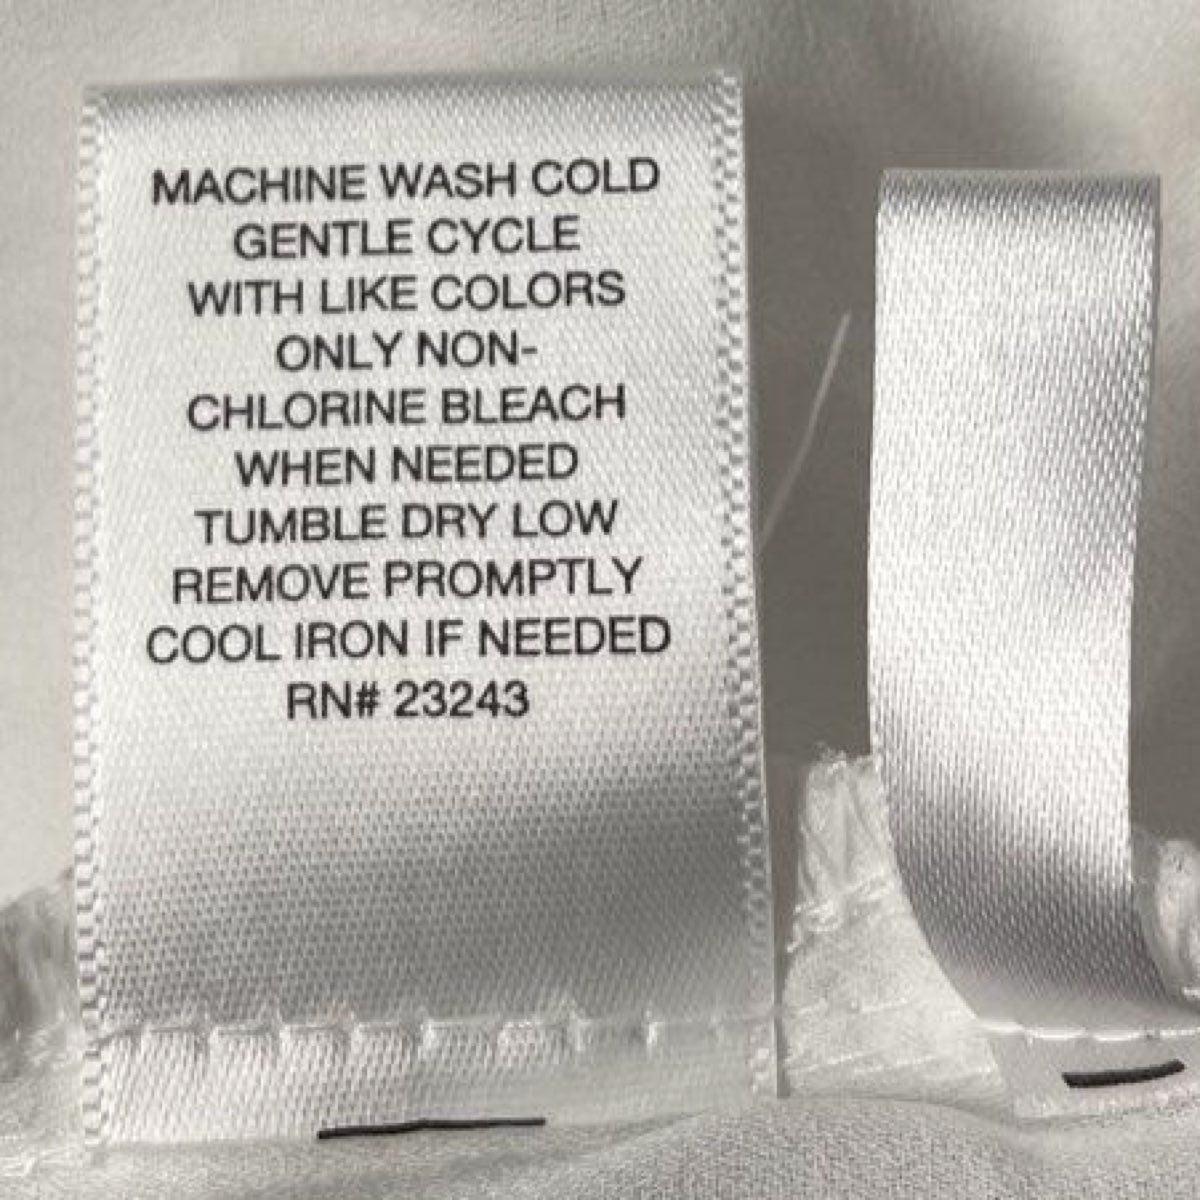 MACHINE WASH COLD
GENTLE CYCLE
WITH LIKE COLORS
ONLY NON-
CHLORINE BLEACH
WHEN NEEDED
TUMBLE DRY LOW
REMOVE PROMPTLY
COOL IRON IF NEEDED
RN# 23243